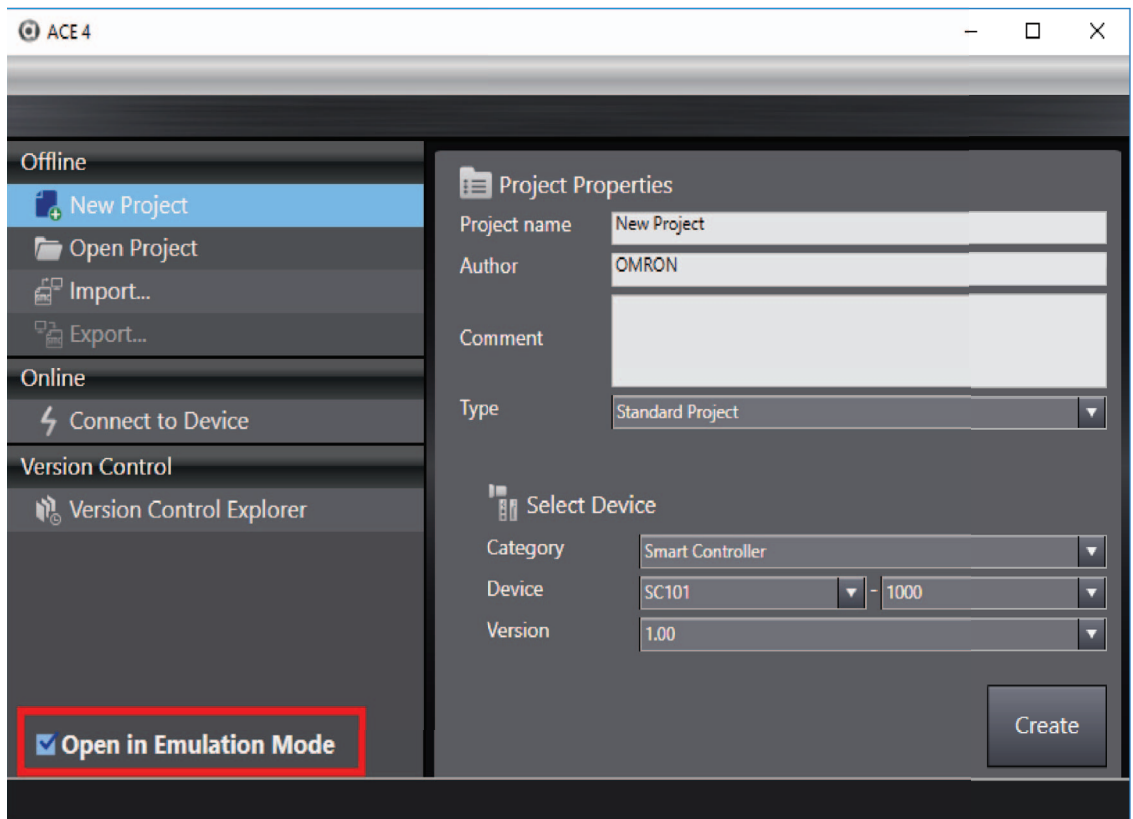 ACE 4
Offline
New Project
Open Project
Import...
Export...
Online
Connect to Device
Version Control
Version Control Explorer
Open in Emulation Mode
Project Properties
Project name New Project
Author OMRON
Comment
Type Standard Project
Select Device
Category Smart Controller
Device SC101 - 1000
Version 1.00
Create